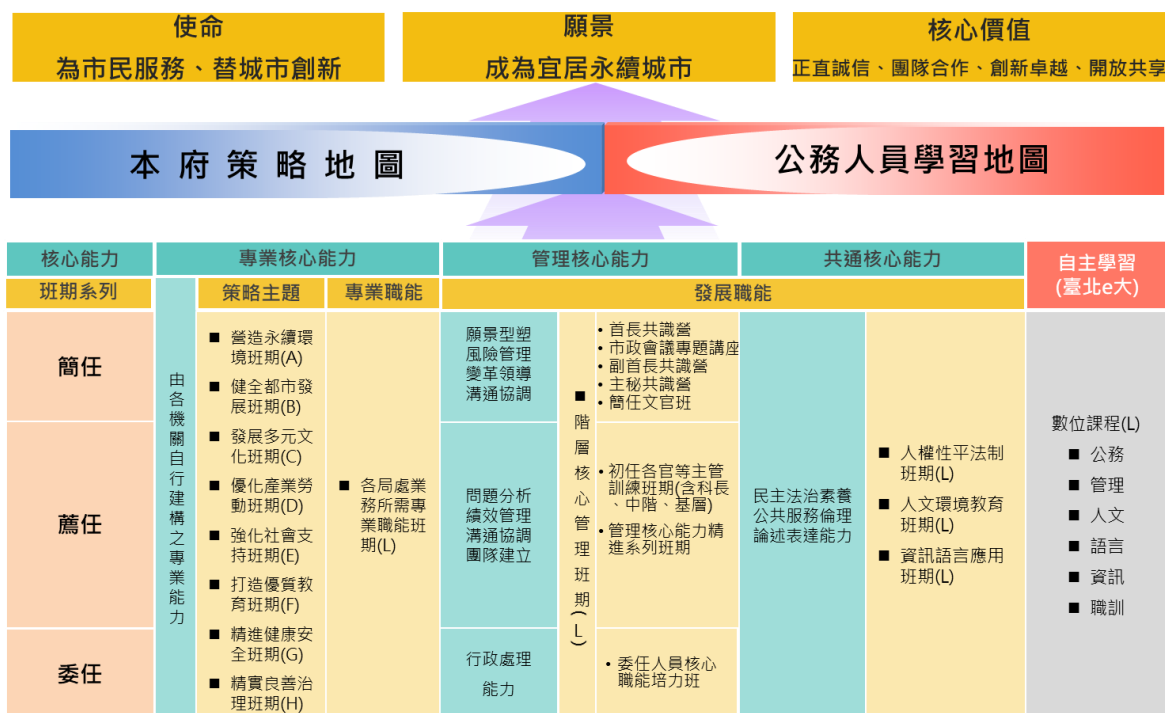 使命
為市民服務、替城市創新
願景
成為宜居永續城市
核心價值
正直誠信、團隊合作、創新卓越、開放共享
本府策略地圖
公務人員學習地圖
核心能力
專業核心能力
管理核心能力
共通核心能力
自主學習
(臺北e大)
班期系列
策略主題
專業職能
發展職能
簡任
薦任
委任
由各機關自行建構之專業能力
■ 營造永續環
境班期(A)
■ 健全都市發
展班期(B)
■ 發展多元文
化班期(C)
■ 優化產業勞
動班期(D)
■ 強化社會支
持班期(E)
■ 打造優質教
育班期(F)
■ 精進健康安
全班期(G)
■ 精實良善治
理班期(H)
■ 各局處業
務所需專
業職能班
期(L)
願景型塑
風險管理
變革領導
溝通協調
問題分析
績效管理
溝通協調
團隊建立
行政處理
能力
■階層核心管理班期(L)
• 首長共識營
• 市政會議專題講座
• 副首長共識營
• 主秘共識營
• 簡任文官班
• 初任各官等主管
訓練班期(含科長
、中階、基層)
• 管理核心能力精
進系列班期
• 委任人員核心
職能培力班
民主法治素養
公共服務倫理
論述表達能力
■ 人權性平法制
班期(L)
■ 人文環境教育
班期(L)
■ 資訊語言應用
班期(L)
數位課程(L)
■ 公務
■ 管理
■ 人文
■ 語言
■ 資訊
■ 職訓